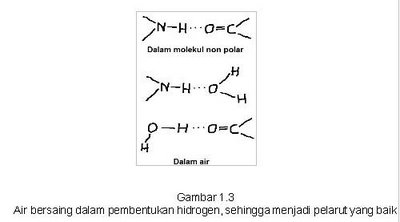 N-H···O=C
Dalam molekul non polar
H
N-H···O
H
O-H···O=C
H
Dalam air
Gambar 1.3
Air bersaing dalam pembentukan hidrogen, sehingga menjadi pelarut yang baik